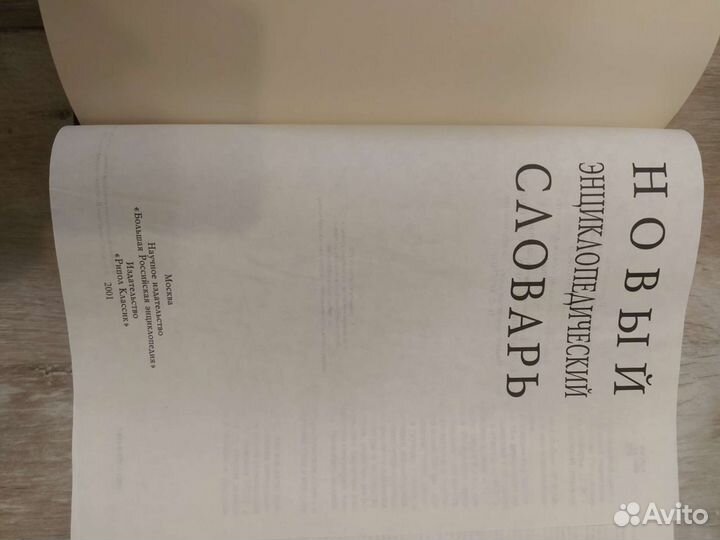 НОВЫЙ
ЭНЦИКЛОПЕДИЧЕСКИЙ
СЛОВАРЬ
Москва
Научное издательство
«Большая Российская энциклопедия»
Издательство
«Рипол Классик»
2001
Avito